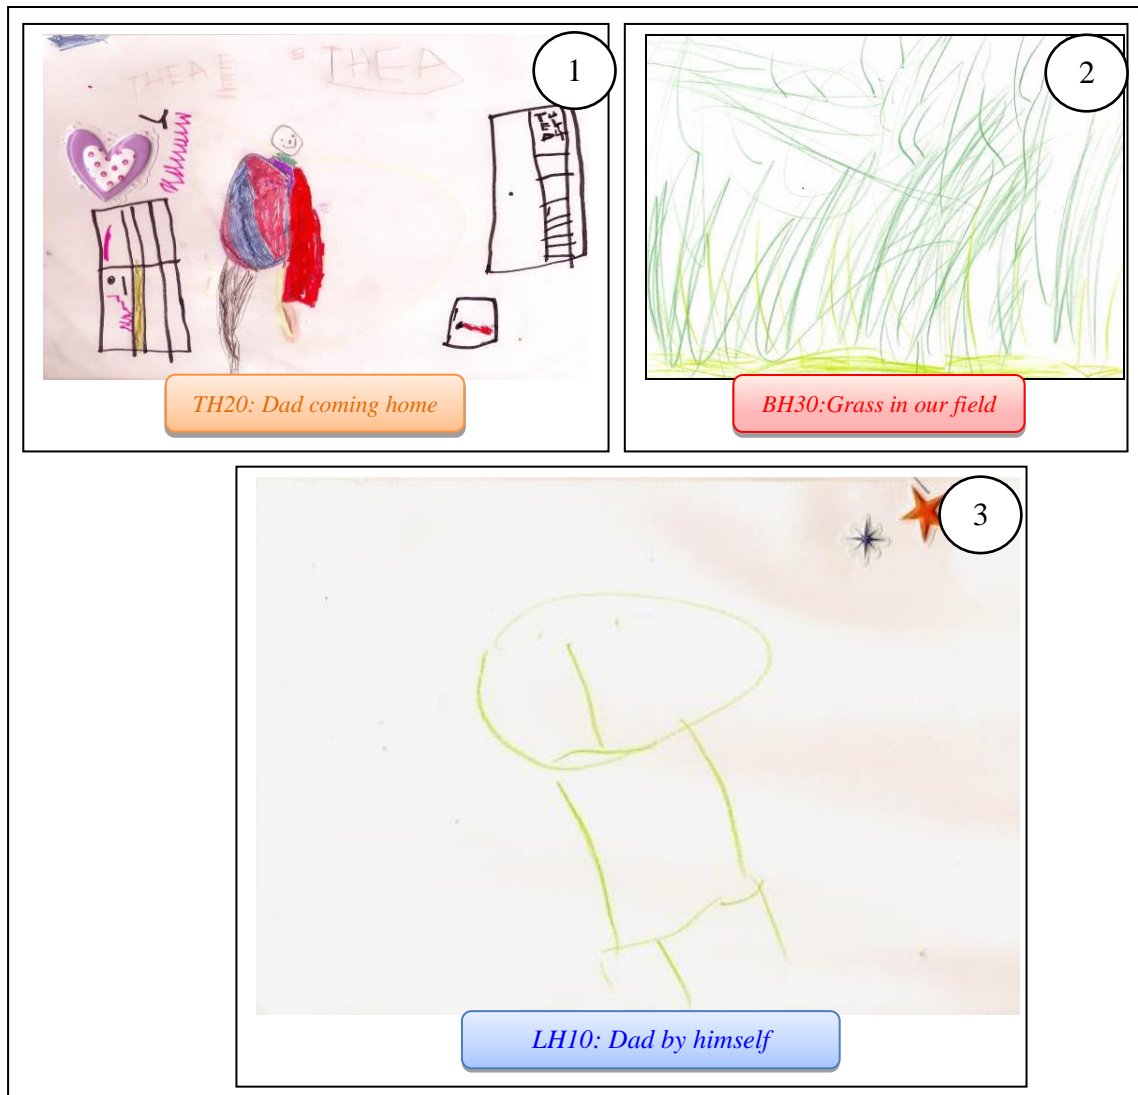 1
THEA
THEA
TH20: Dad coming home
2
BH30:Grass in our field
3
LH10: Dad by himself